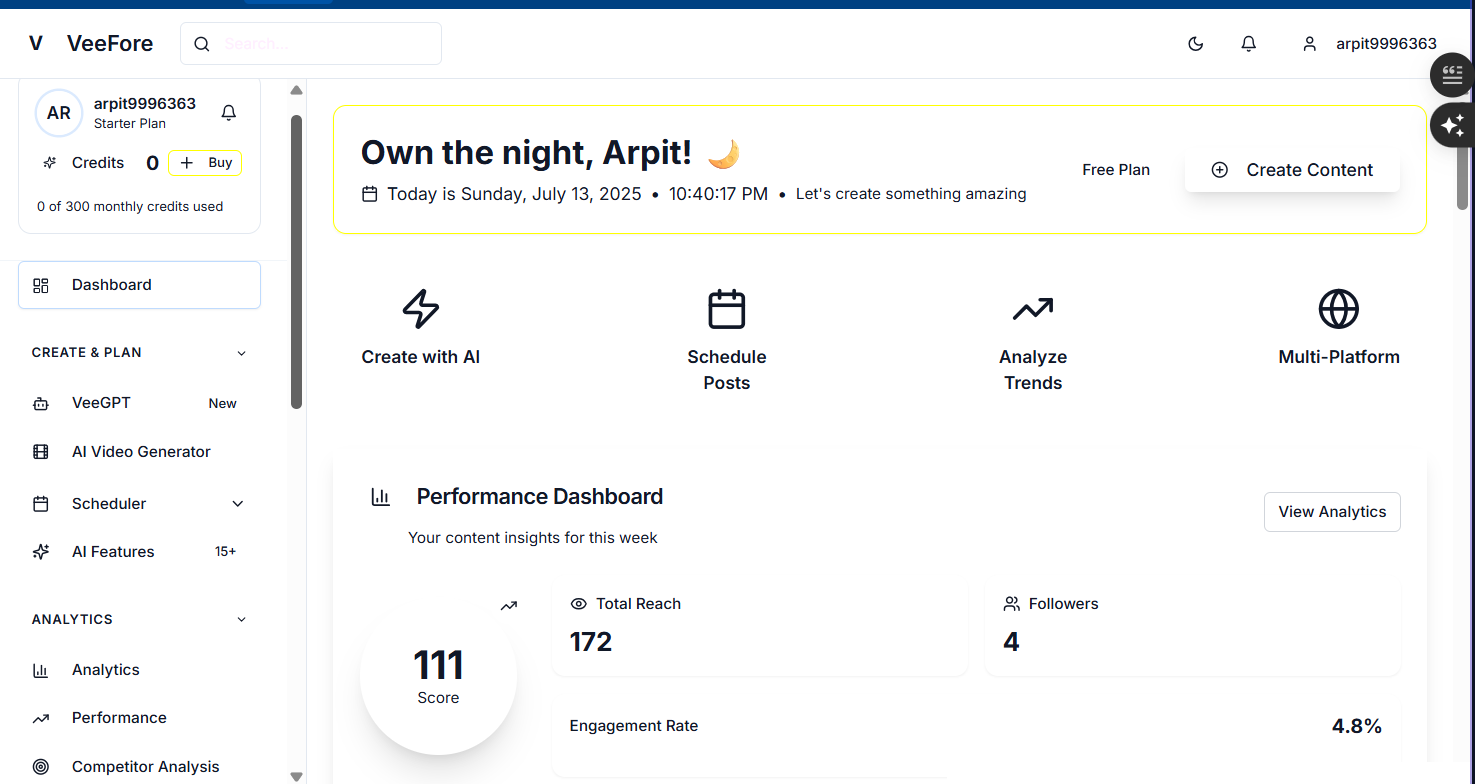 V VeeFore Search... arpit9996363
AR arpit9996363
Starter Plan
Credits 0 + Buy
0 of 300 monthly credits used
Dashboard
CREATE & PLAN
VeeGPT New
AI Video Generator
Scheduler
AI Features 15+
ANALYTICS
Analytics
Performance
Competitor Analysis
Own the night, Arpit! 🌙
Today is Sunday, July 13, 2025 • 10:40:17 PM • Let's create something amazing
Free Plan
Create Content
Create with AI
Schedule
Posts
Analyze
Trends
Multi-Platform
Performance Dashboard
Your content insights for this week
View Analytics
111
Score
Total Reach
172
Followers
4
Engagement Rate 4.8%